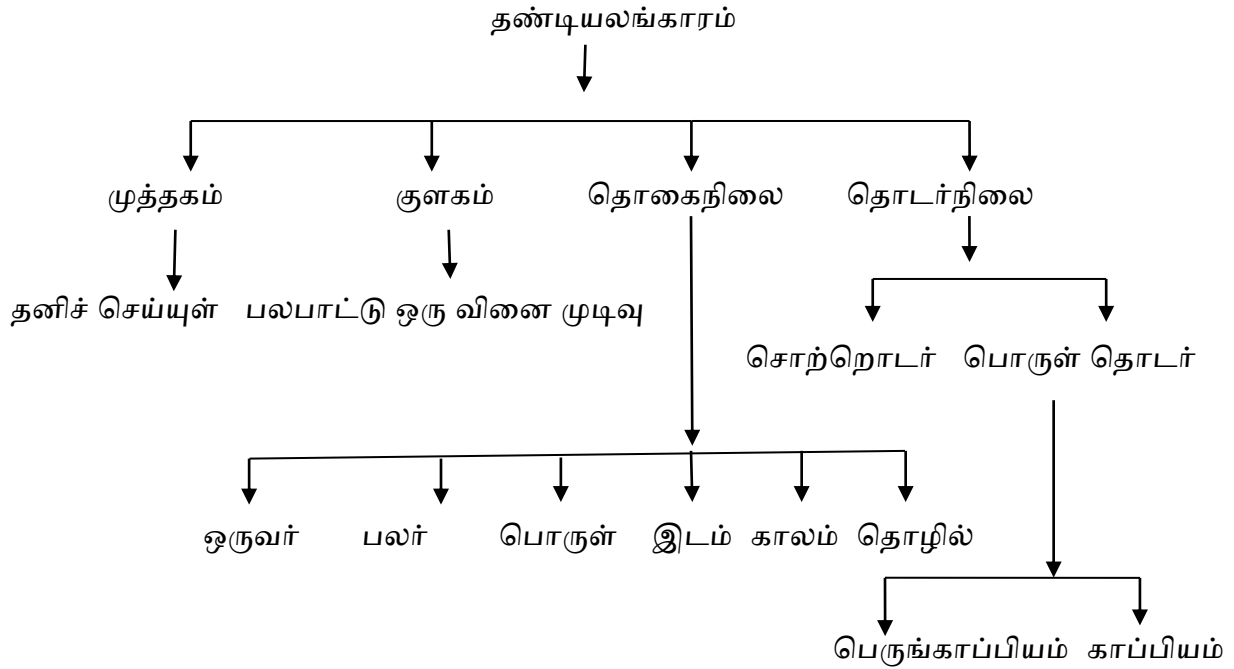 தண்டியலங்காரம்
முத்தகம் குளகம் தொகைநிலை தொடர்நிலை
தனிச் செய்யுள் பலபாட்டு ஒரு வினை முடிவு
சொற்றொடர் பொருள் தொடர்
ஒருவர் பலர் பொருள் இடம் காலம் தொழில்
பெருங்காப்பியம் காப்பியம்